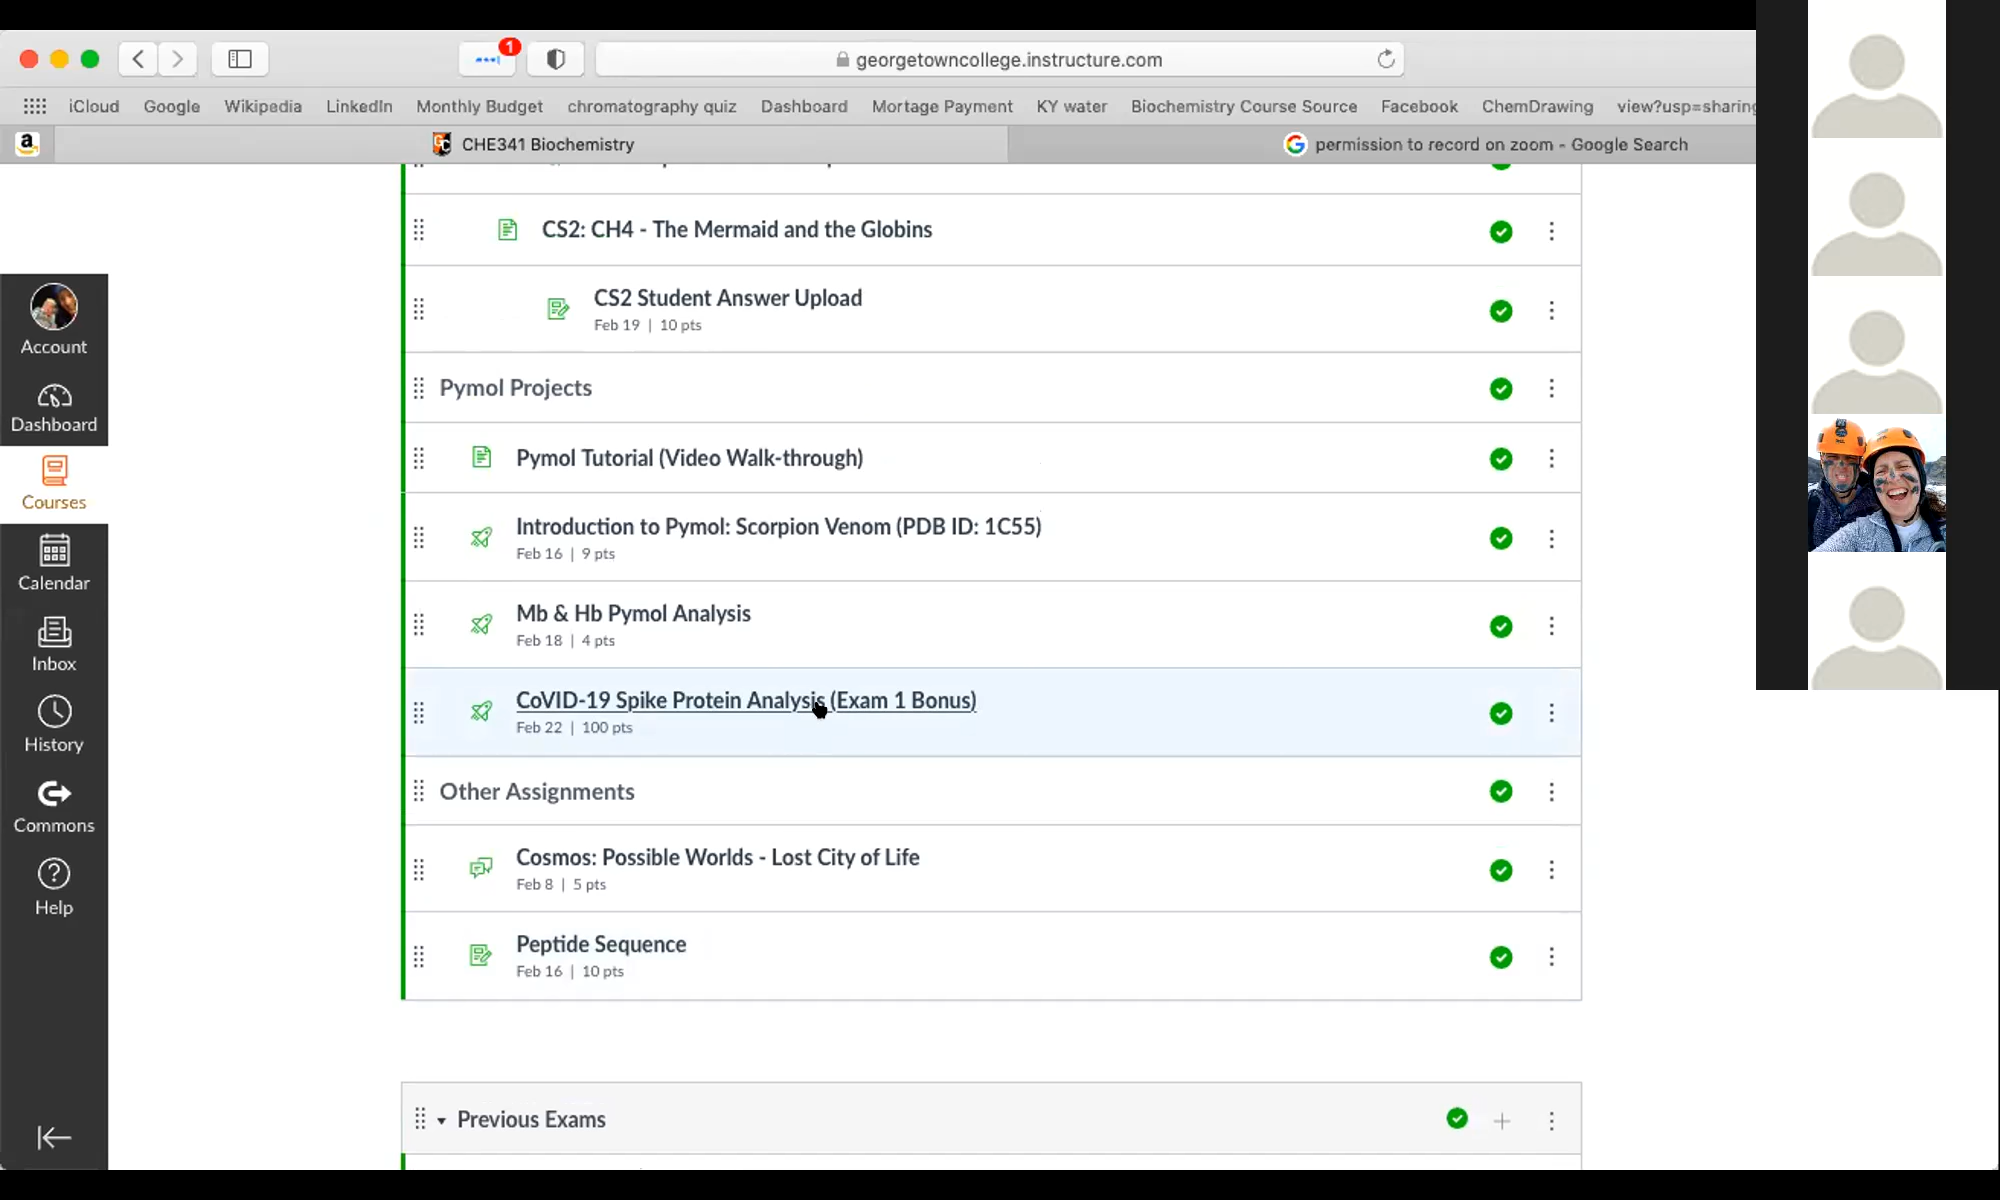 1
georgetowncollege.instructure.com
iCloud Google Wikipedia LinkedIn Monthly Budget chromatography quiz Dashboard Mortage Payment KY water Biochemistry Course Source Facebook ChemDrawing view?usp=sharing
a CHE341 Biochemistry G permission to record on zoom - Google Search
CS2: CH4 - The Mermaid and the Globins
CS2 Student Answer Upload
Feb 19 | 10 pts
Pymol Projects
Pymol Tutorial (Video Walk-through)
Introduction to Pymol: Scorpion Venom (PDB ID: 1C55)
Feb 16 | 9 pts
Mb & Hb Pymol Analysis
Feb 18 | 4 pts
CoVID-19 Spike Protein Analysis (Exam 1 Bonus)
Feb 22 | 100 pts
Other Assignments
Cosmos: Possible Worlds - Lost City of Life
Feb 8 | 5 pts
Peptide Sequence
Feb 16 | 10 pts
Previous Exams
Account
Dashboard
Courses
Calendar
Inbox
History
Commons
Help